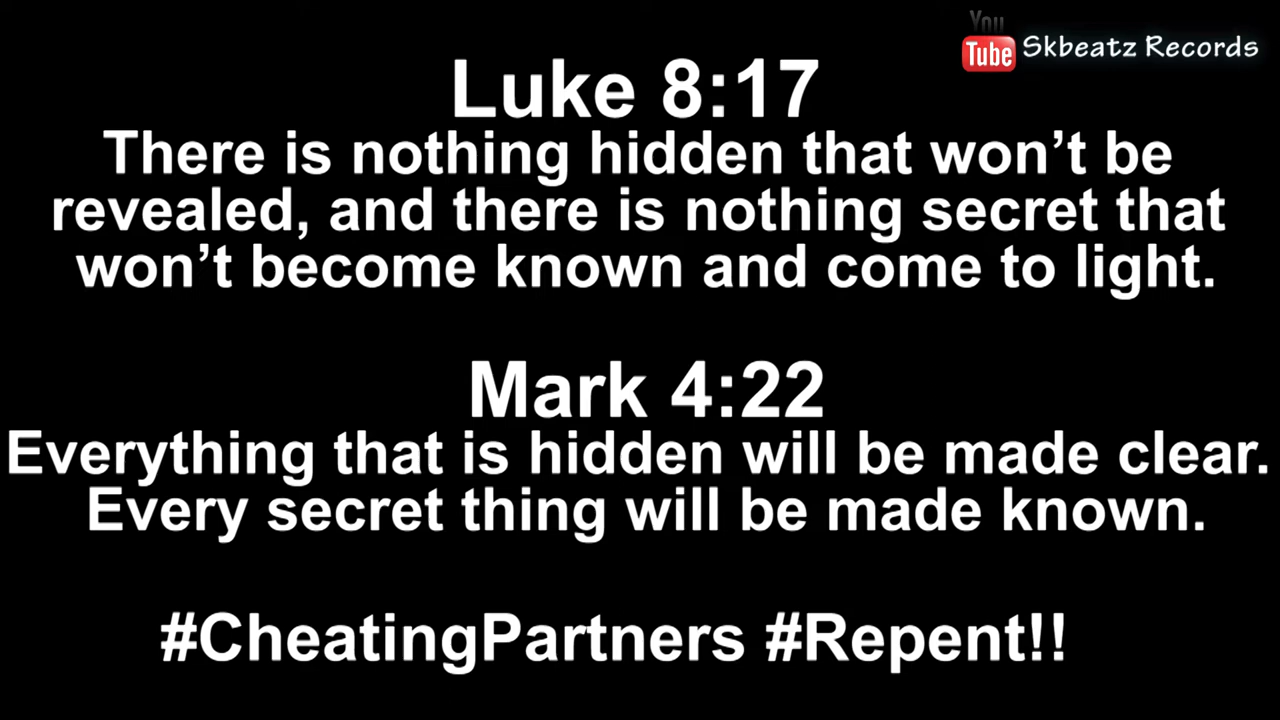 You
Tube Skbeatz Records
Luke 8:17
There is nothing hidden that won’t be
revealed, and there is nothing secret that
won’t become known and come to light.
Mark 4:22
Everything that is hidden will be made clear.
Every secret thing will be made known.
#CheatingPartners #Repent!!